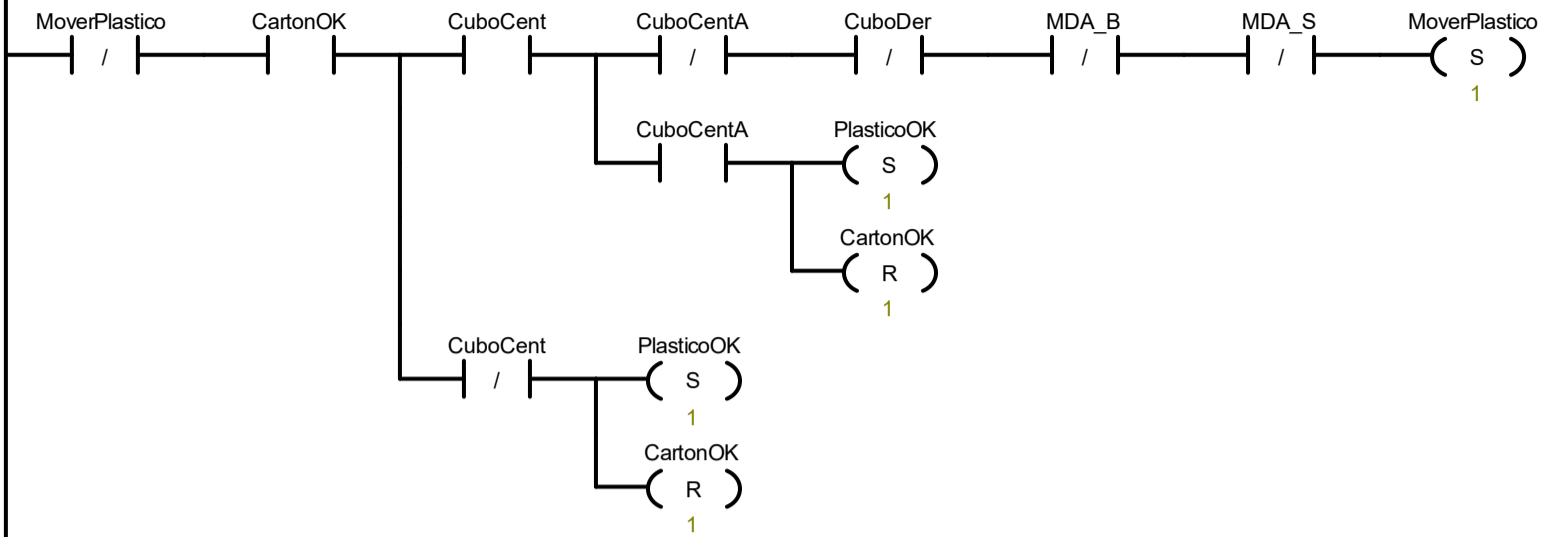 MoverPlastico CartonOK CuboCent CuboCentA CuboDer MDA_B MDA_S MoverPlastico
/ / / / / S
1
CuboCentA PlasticoOK
S
1
CartonOK
R
1
CuboCent PlasticoOK
/ S
1
CartonOK
R
1